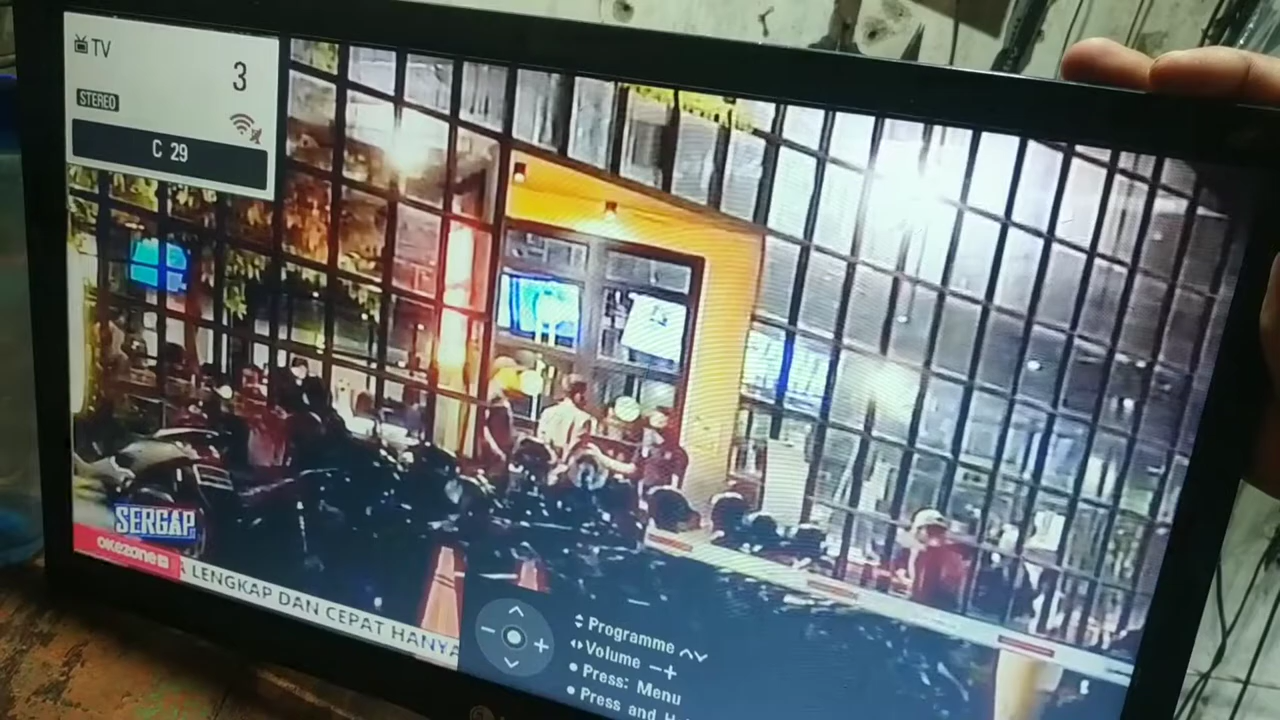 TV
3
STEREO
C 29
SERGAP
okezone
LENGKAP DAN CEPAT HANYA
Programme
Volume - +
• Press: Menu
• Press and H